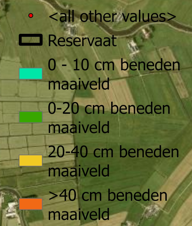 <all other values>
Reservaat
0 - 10 cm beneden
maaiveld
0-20 cm beneden
maaiveld
20-40 cm beneden
maaiveld
>40 cm beneden
maaiveld